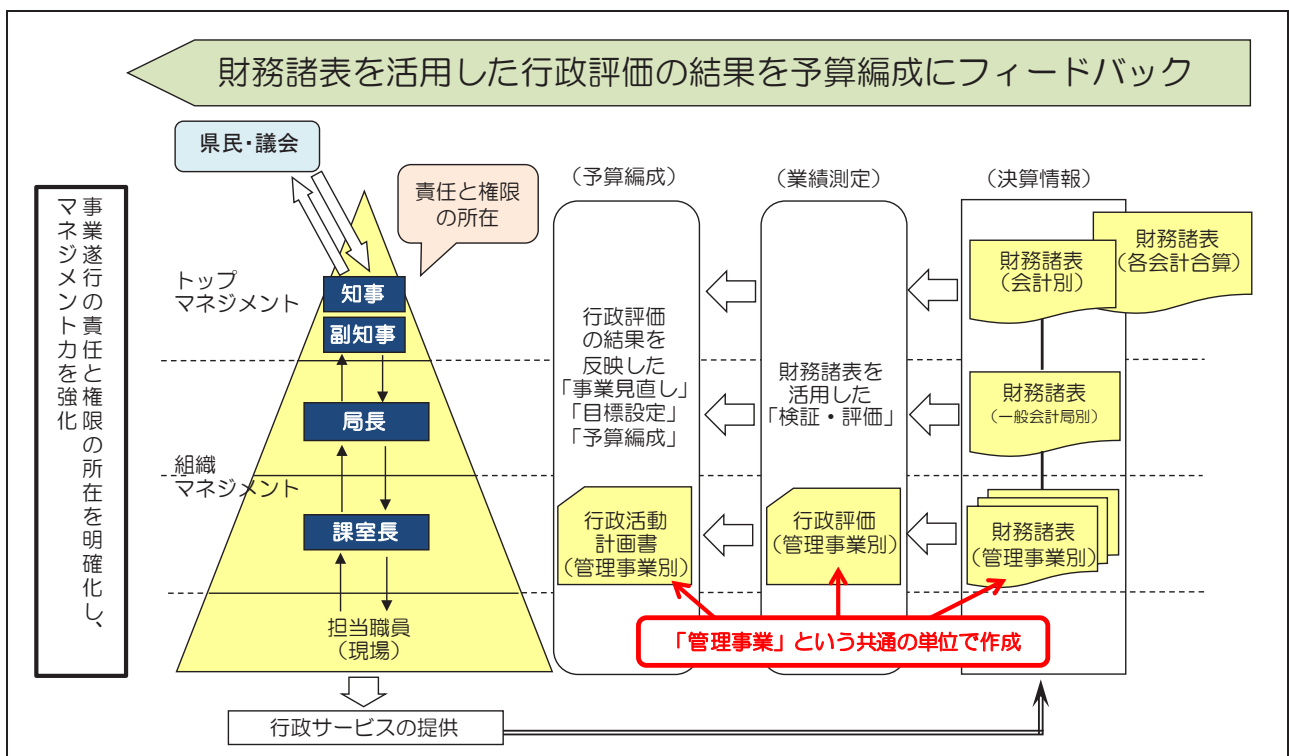 財務諸表を活用した行政評価の結果を予算編成にフィードバック
県民・議会
責任と権限
の所在
事業遂行の責任と権限の所在を明確化し、
マネジメント力を強化
トップ
マネジメント
組織
マネジメント
知事
副知事
局長
課室長
担当職員
(現場)
行政サービスの提供
(予算編成)
行政評価
の結果を
反映した
「事業見直し」
「目標設定」
「予算編成」
行政活動
計画書
(管理事業別)
(業績測定)
財務諸表を
活用した
「検証・評価」
行政評価
(管理事業別)
(決算情報)
財務諸表
(各会計合算)
財務諸表
(会計別)
財務諸表
(一般会計局別)
財務諸表
(管理事業別)
「管理事業」という共通の単位で作成